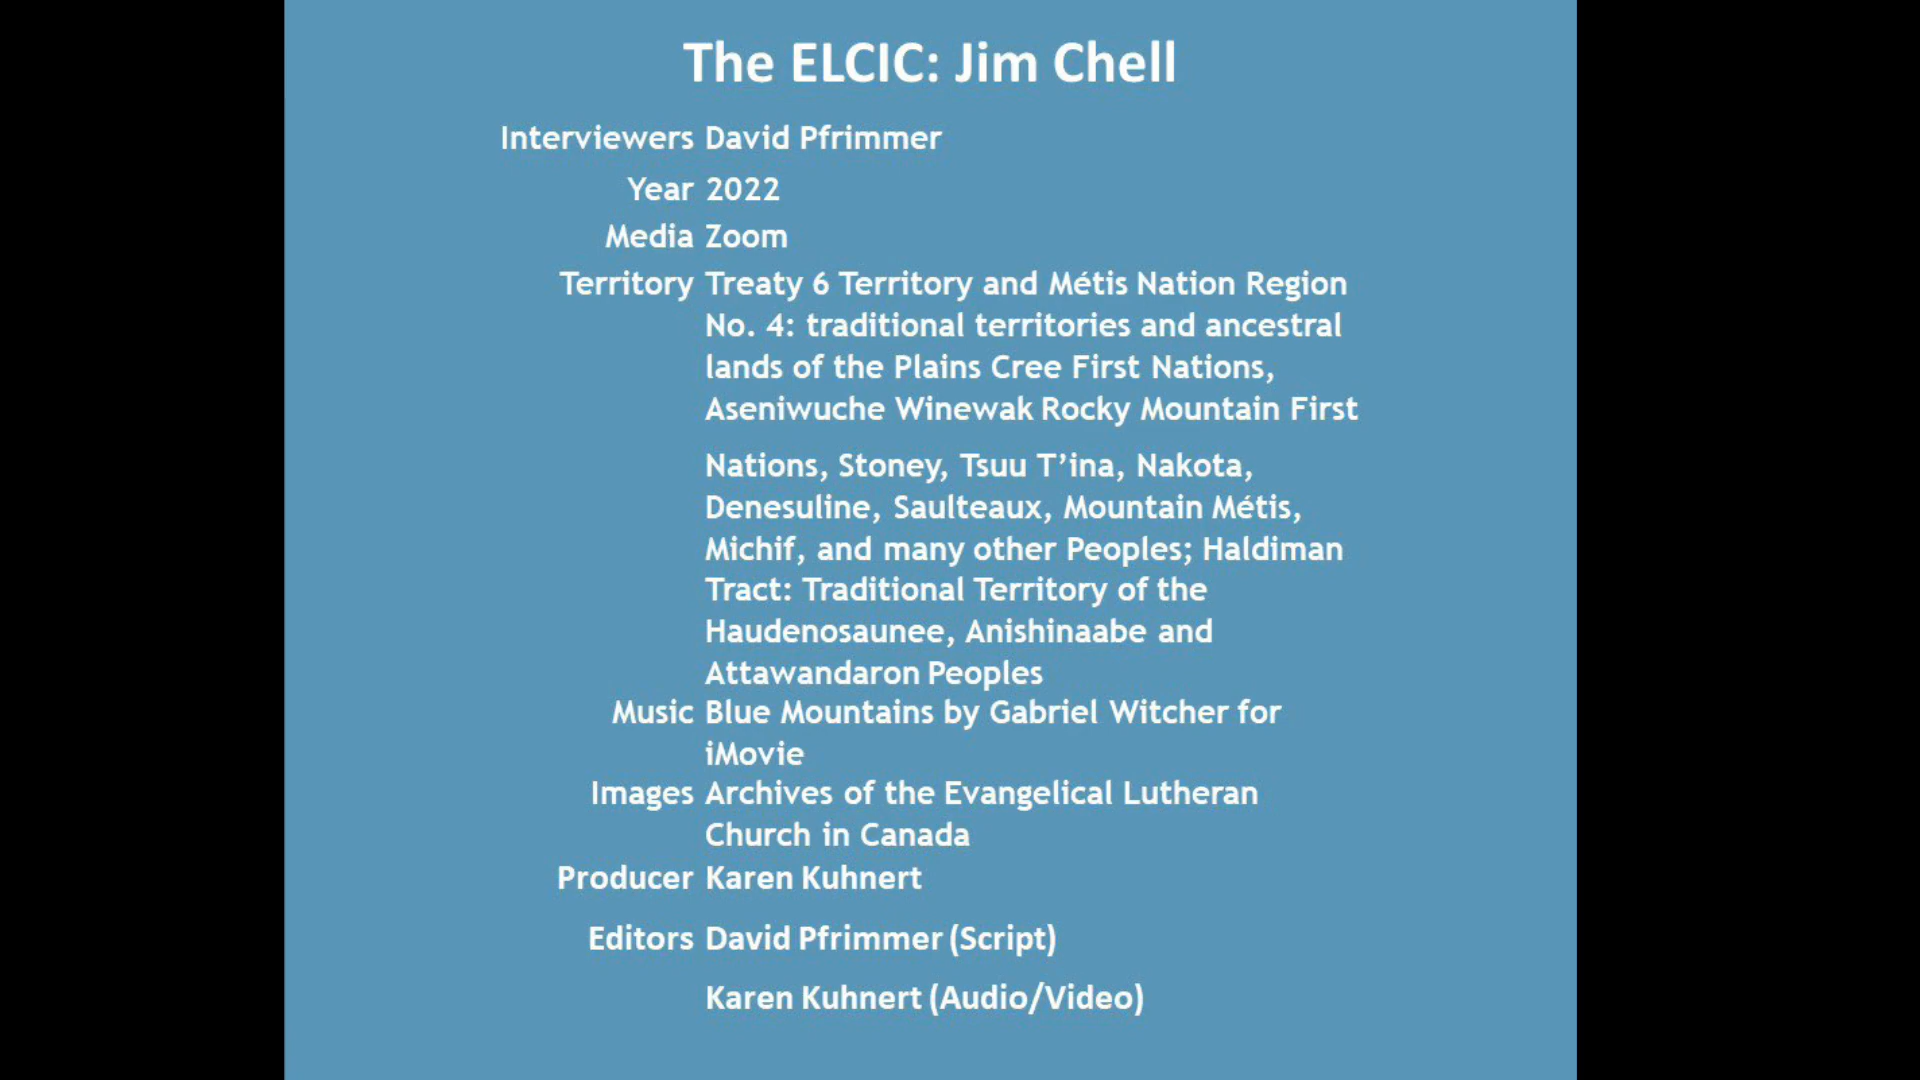 The ELCIC: Jim Chell
Interviewers David Pfrimmer
Year 2022
Media Zoom
Territory Treaty 6 Territory and Métis Nation Region
No. 4: traditional territories and ancestral
lands of the Plains Cree First Nations,
Aseniwuche Winewak Rocky Mountain First
Nations, Stoney, Tsuu T’ina, Nakota,
Denesuline, Saulteaux, Mountain Métis,
Michif, and many other Peoples; Haldiman
Tract: Traditional Territory of the
Haudenosaunee, Anishinaabe and
Attawandaron Peoples
Music Blue Mountains by Gabriel Witcher for
iMovie
Images Archives of the Evangelical Lutheran
Church in Canada
Producer Karen Kuhnert
Editors David Pfrimmer (Script)
Karen Kuhnert (Audio/Video)